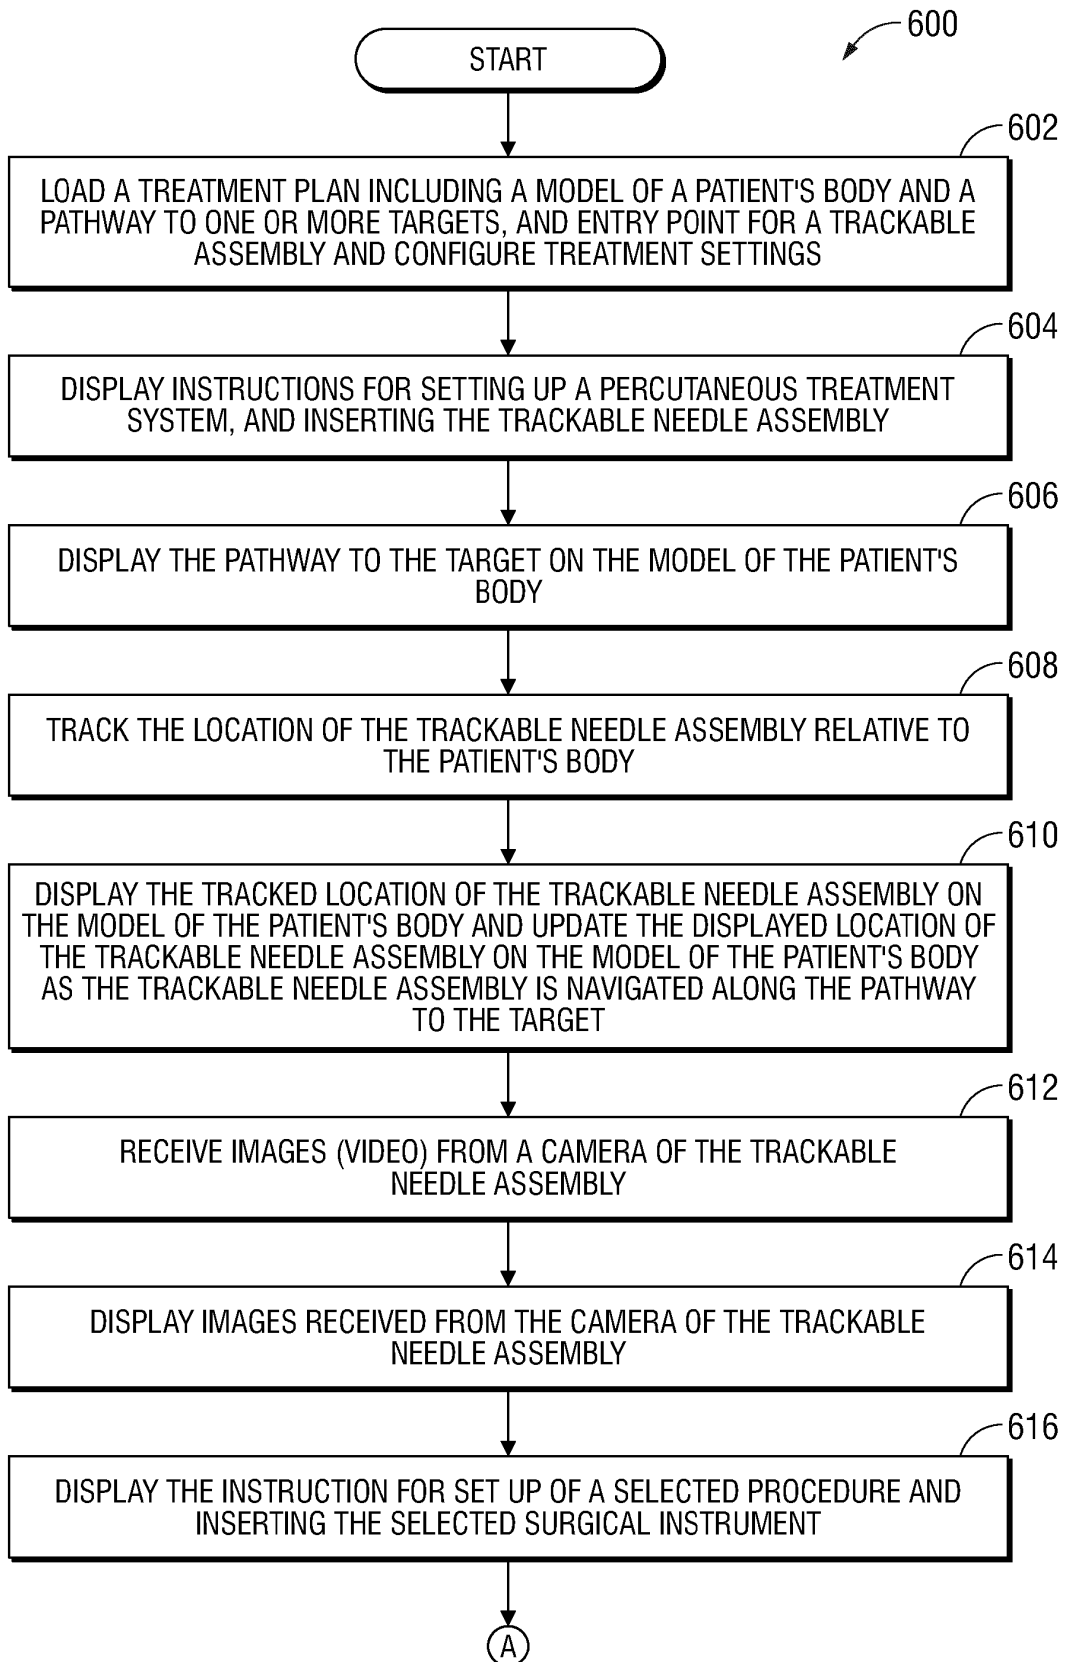 600
START
602
LOAD A TREATMENT PLAN INCLUDING A MODEL OF A PATIENT'S BODY AND A
PATHWAY TO ONE OR MORE TARGETS, AND ENTRY POINT FOR A TRACKABLE
ASSEMBLY AND CONFIGURE TREATMENT SETTINGS
604
DISPLAY INSTRUCTIONS FOR SETTING UP A PERCUTANEOUS TREATMENT
SYSTEM, AND INSERTING THE TRACKABLE NEEDLE ASSEMBLY
606
DISPLAY THE PATHWAY TO THE TARGET ON THE MODEL OF THE PATIENT'S
BODY
608
TRACK THE LOCATION OF THE TRACKABLE NEEDLE ASSEMBLY RELATIVE TO
THE PATIENT'S BODY
610
DISPLAY THE TRACKED LOCATION OF THE TRACKABLE NEEDLE ASSEMBLY ON
THE MODEL OF THE PATIENT'S BODY AND UPDATE THE DISPLAYED LOCATION OF
THE TRACKABLE NEEDLE ASSEMBLY ON THE MODEL OF THE PATIENT'S BODY
AS THE TRACKABLE NEEDLE ASSEMBLY IS NAVIGATED ALONG THE PATHWAY
TO THE TARGET
612
RECEIVE IMAGES (VIDEO) FROM A CAMERA OF THE TRACKABLE
NEEDLE ASSEMBLY
614
DISPLAY IMAGES RECEIVED FROM THE CAMERA OF THE TRACKABLE
NEEDLE ASSEMBLY
616
DISPLAY THE INSTRUCTION FOR SET UP OF A SELECTED PROCEDURE AND
INSERTING THE SELECTED SURGICAL INSTRUMENT
A